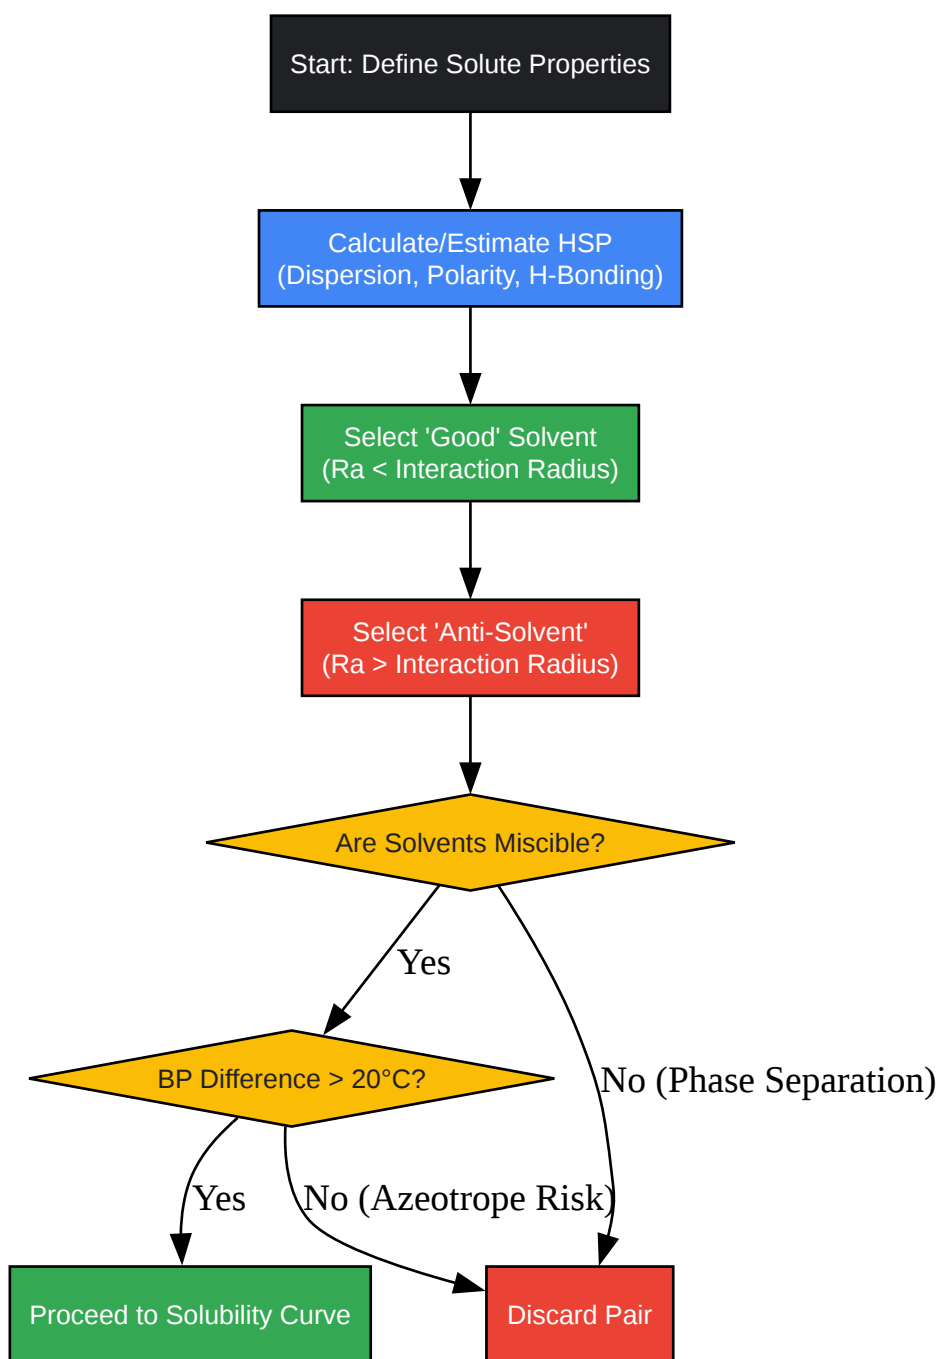 Start: Define Solute Properties
Calculate/Estimate HSP
(Dispersion, Polarity, H-Bonding)
Select 'Good' Solvent
(Ra < Interaction Radius)
Select 'Anti-Solvent'
(Ra > Interaction Radius)
Are Solvents Miscible?
Yes
BP Difference > 20°C?
No (Phase Separation)
Yes
No (Azeotrope Risk)
Proceed to Solubility Curve
Discard Pair